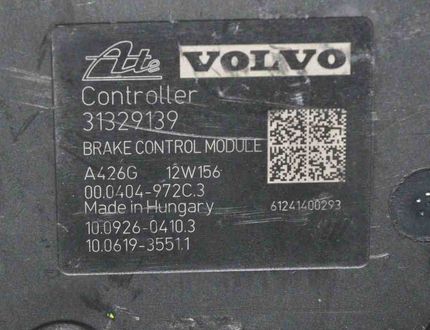 Ate VOLVO
Controller
31329139
BRAKE CONTROL MODULE
A426G 12W156
00.0404-972C.3
Made in Hungary 61241400293
10.0926-0410.3
10.0619-3551.1